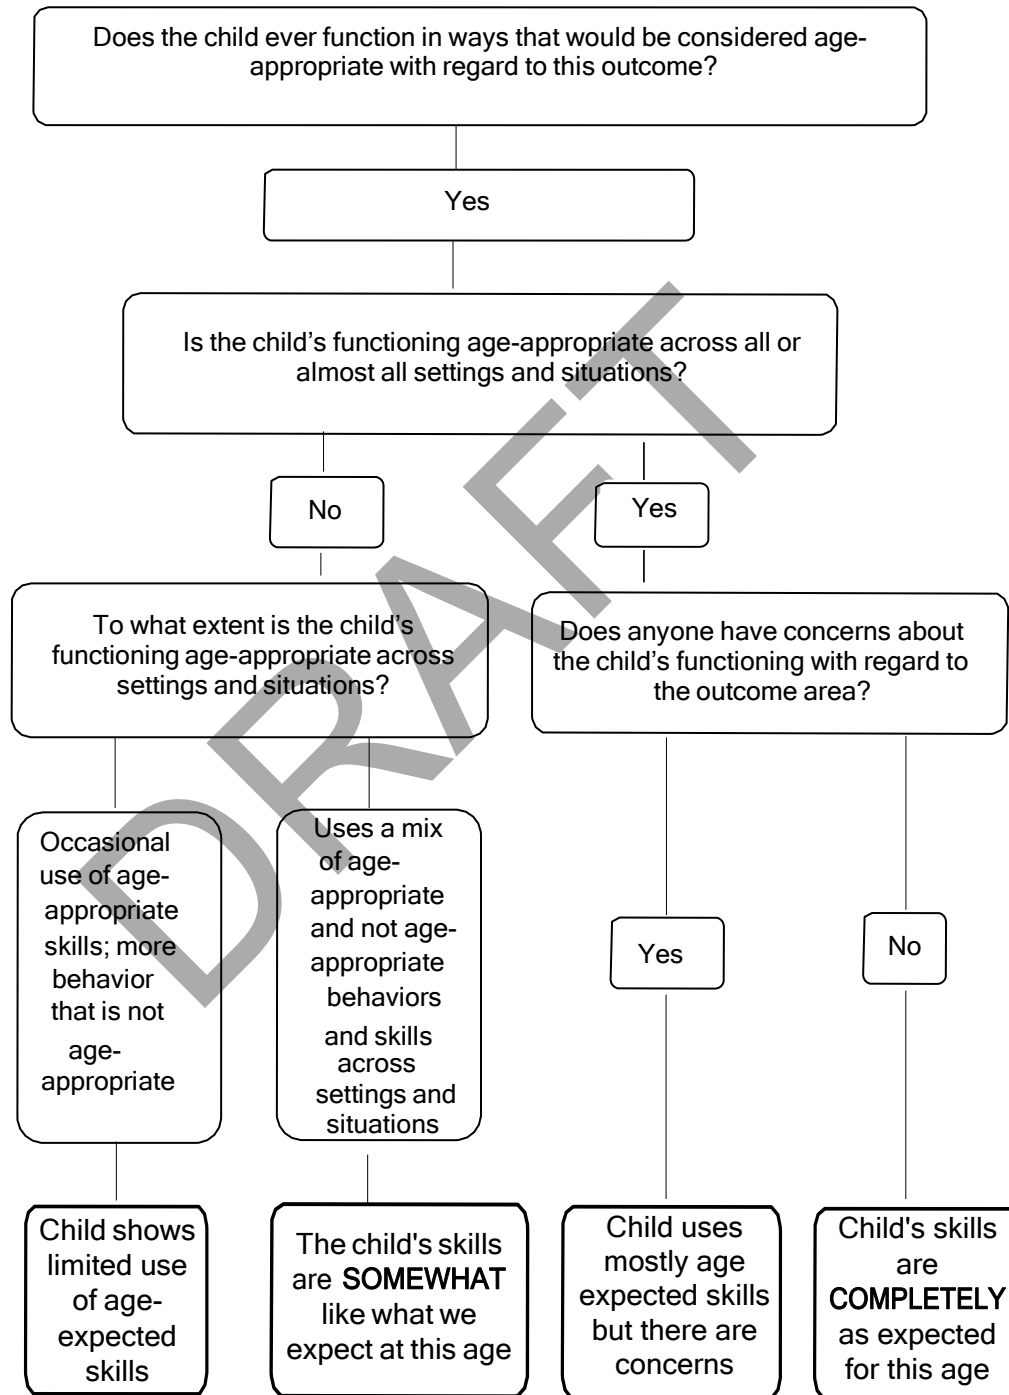 Does the child ever function in ways that would be considered age-
appropriate with regard to this outcome?
Yes
Is the child’s functioning age-appropriate across all or
almost all settings and situations?
No
Yes
To what extent is the child’s
functioning age-appropriate across
settings and situations?
Does anyone have concerns about
the child’s functioning with regard to
the outcome area?
Occasional
use of age-
appropriate
skills; more
behavior
that is not
age-
appropriate
Uses a mix
of age-
appropriate
and not age-
appropriate
behaviors
and skills
across
settings and
situations
Yes
No
Child shows
limited use
of age-
expected
skills
The child's skills
are SOMEWHAT
like what we
expect at this age
Child uses
mostly age
expected skills
but there are
concerns
Child's skills
are
COMPLETELY
as expected
for this age
DRAFT